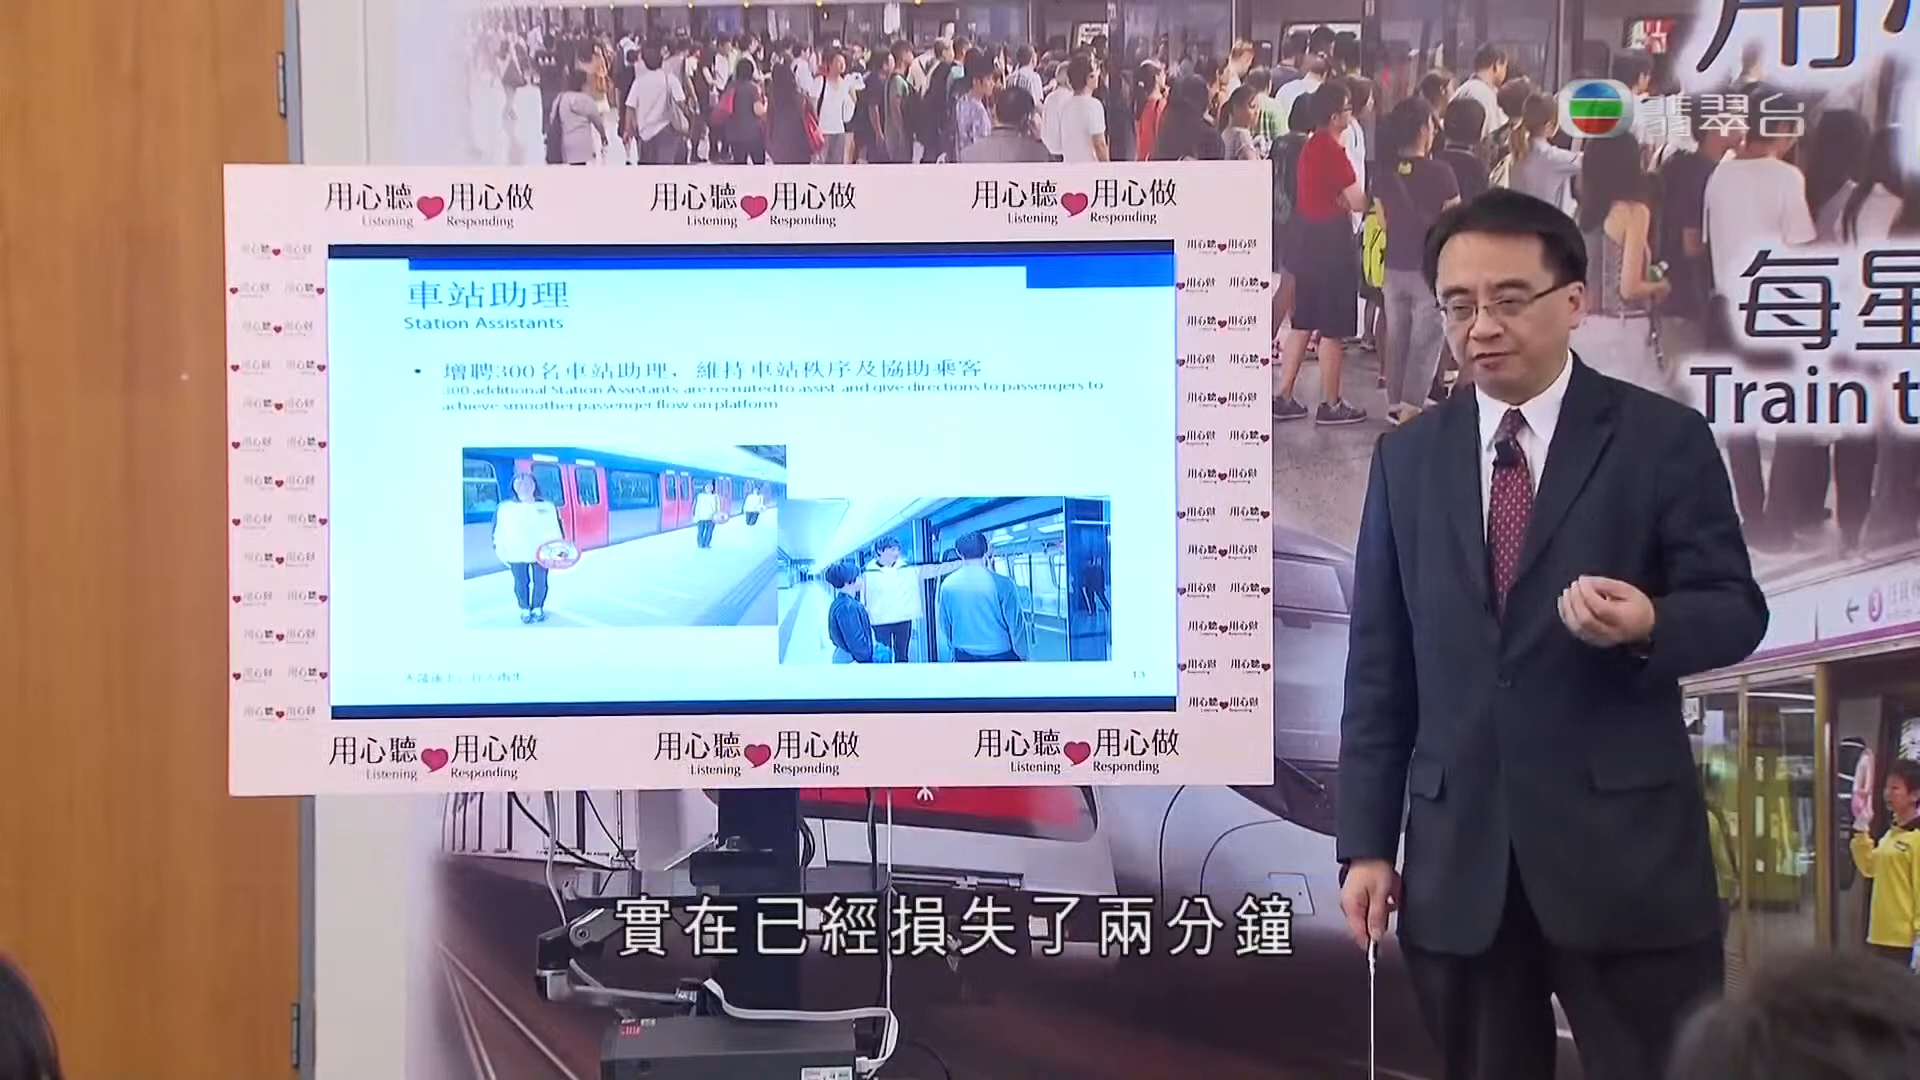 用心
翡翠台
用心聽 用心做 用心聽 用心做 用心聽 用心做
Listening Responding Listening Responding Listening Responding
車站助理
Station Assistants
• 增聘300名車站助理，維持車站秩序及協助乘客
300 additional Station Assistants are recruited to assist and give directions to passengers to
achieve smoother passenger flow on platform
13
每星
Train t
用心聽 用心做 用心聽 用心做 用心聽 用心做
Listening Responding Listening Responding Listening Responding
實在已經損失了兩分鐘